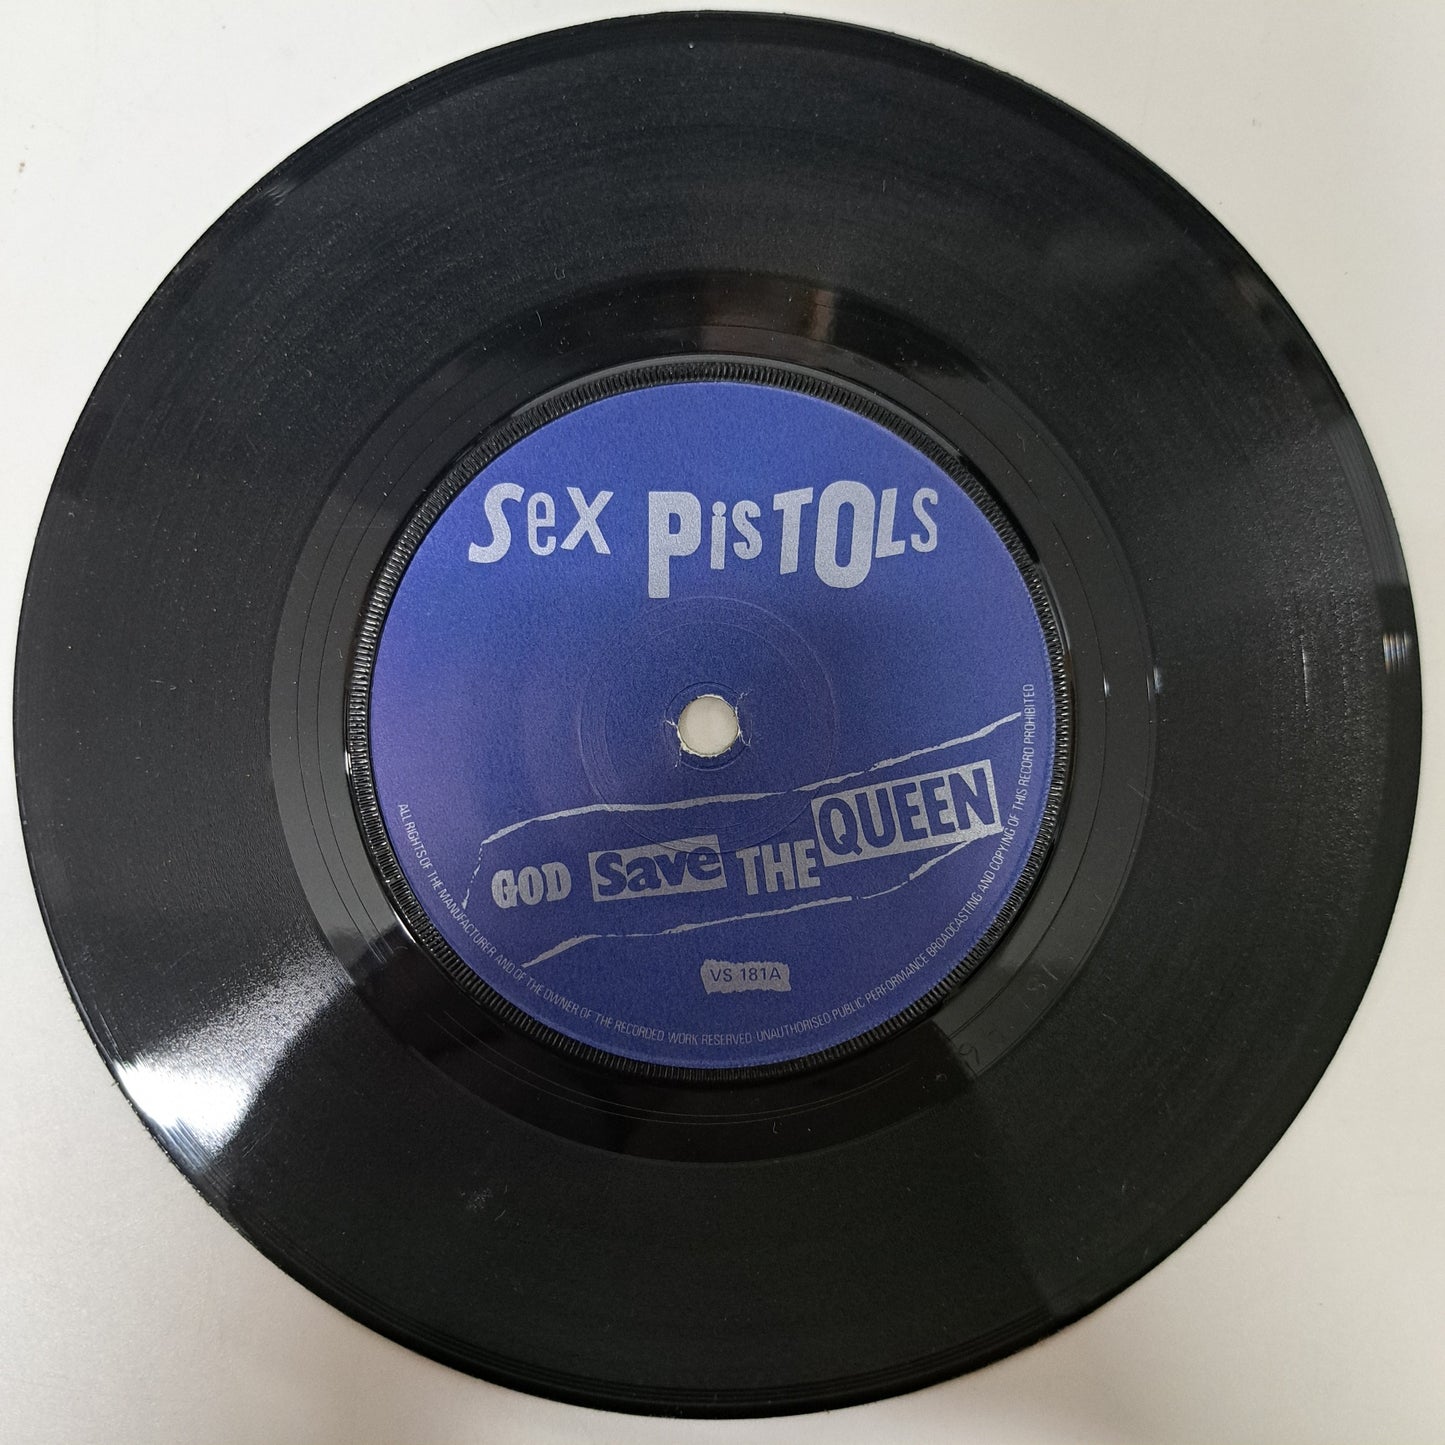 Sex PisTOLS
GOD Save THE QUEEN
VS 181A
ALL RIGHTS OF THE MANUFACTURER AND OF THE OWNER OF THE RECORDED WORK RESERVED UNAUTHORISED PUBLIC PERFORMANCE BROADCASTING AND COPYING OF THIS RECORD PROHIBITED